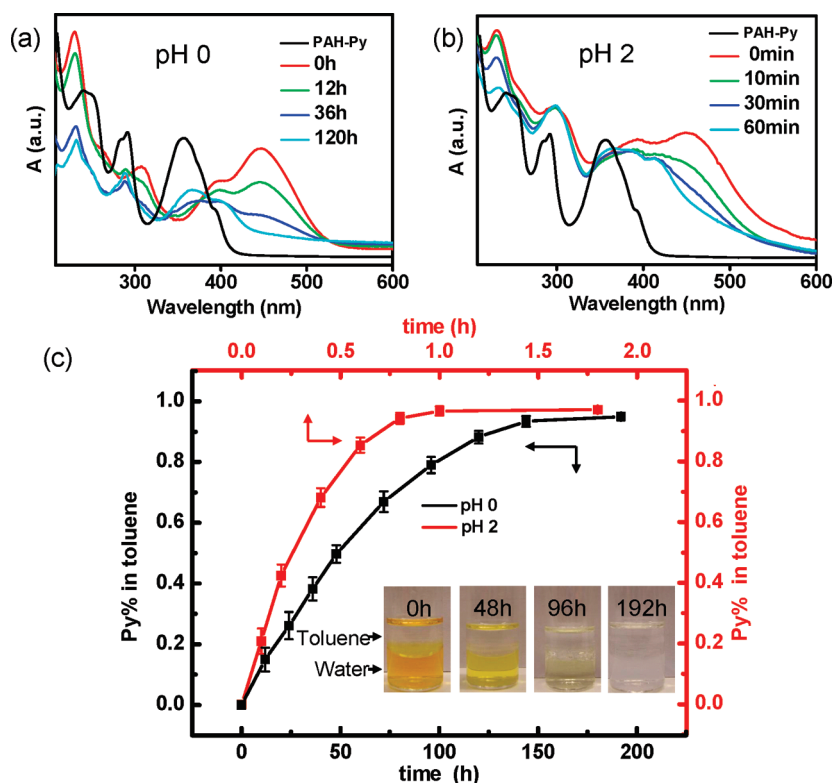 (a)
pH 0
PAH-Py
0h
12h
36h
120h
A (a.u.)
300 400 500 600
Wavelength (nm)
(b)
pH 2
PAH-Py
0min
10min
30min
60min
A (a.u.)
300 400 500 600
Wavelength (nm)
(c)
time (h)
0.0 0.5 1.0 1.5 2.0
1.0
0.8
0.6
0.4
0.2
0.0
Py% in toluene
pH 0
pH 2
0h 48h 96h 192h
Toluene
Water
1.0
0.8
0.6
0.4
0.2
0.0
Py% in toluene
0 50 100 150 200
time (h)